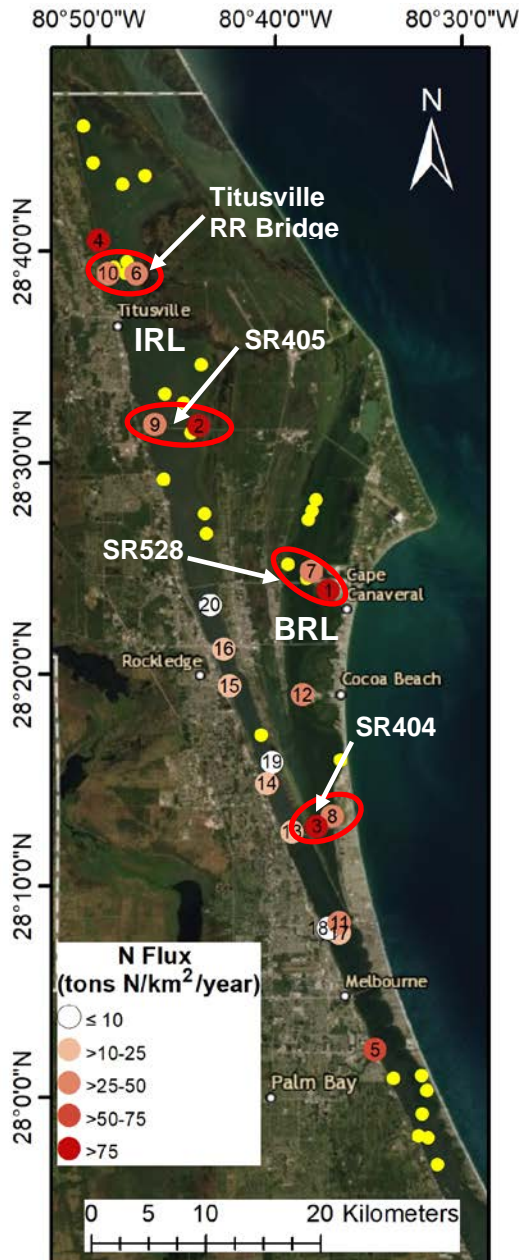 80°50'0"W 80°40'0"W 80°30'0"W
N
Titusville
RR Bridge
4
28°40'0"N
10 6
Titusville
IRL
SR405
9 2
28°30'0"N
SR528
7
Cape
1
Canaveral
20
BRL
16
Rockledge
28°20'0"N
15
12
Cocoa Beach
SR404
19
14
8
3
13
28°10'0"N
11
18
17
N Flux
(tons N/km²/year)
≤ 10
>10-25
>25-50
>50-75
>75
Melbourne
5
28°0'0"N
Palm Bay
0 5 10 20 Kilometers